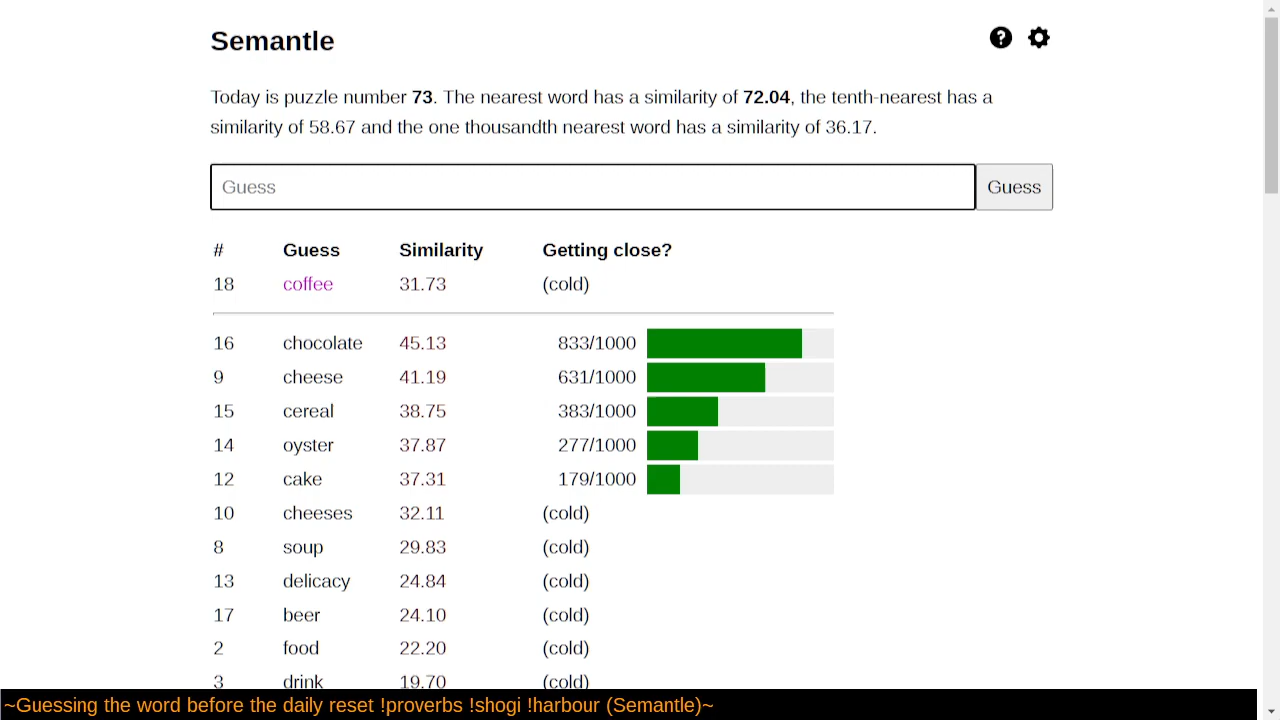 Semantle
Today is puzzle number 73. The nearest word has a similarity of 72.04, the tenth-nearest has a
similarity of 58.67 and the one thousandth nearest word has a similarity of 36.17.
Guess Guess
# Guess Similarity Getting close?
18 coffee 31.73 (cold)
16 chocolate 45.13 833/1000
9 cheese 41.19 631/1000
15 cereal 38.75 383/1000
14 oyster 37.87 277/1000
12 cake 37.31 179/1000
10 cheeses 32.11 (cold)
8 soup 29.83 (cold)
13 delicacy 24.84 (cold)
17 beer 24.10 (cold)
2 food 22.20 (cold)
3 drink 19.70 (cold)
~Guessing the word before the daily reset !proverbs !shogi !harbour (Semantle)~